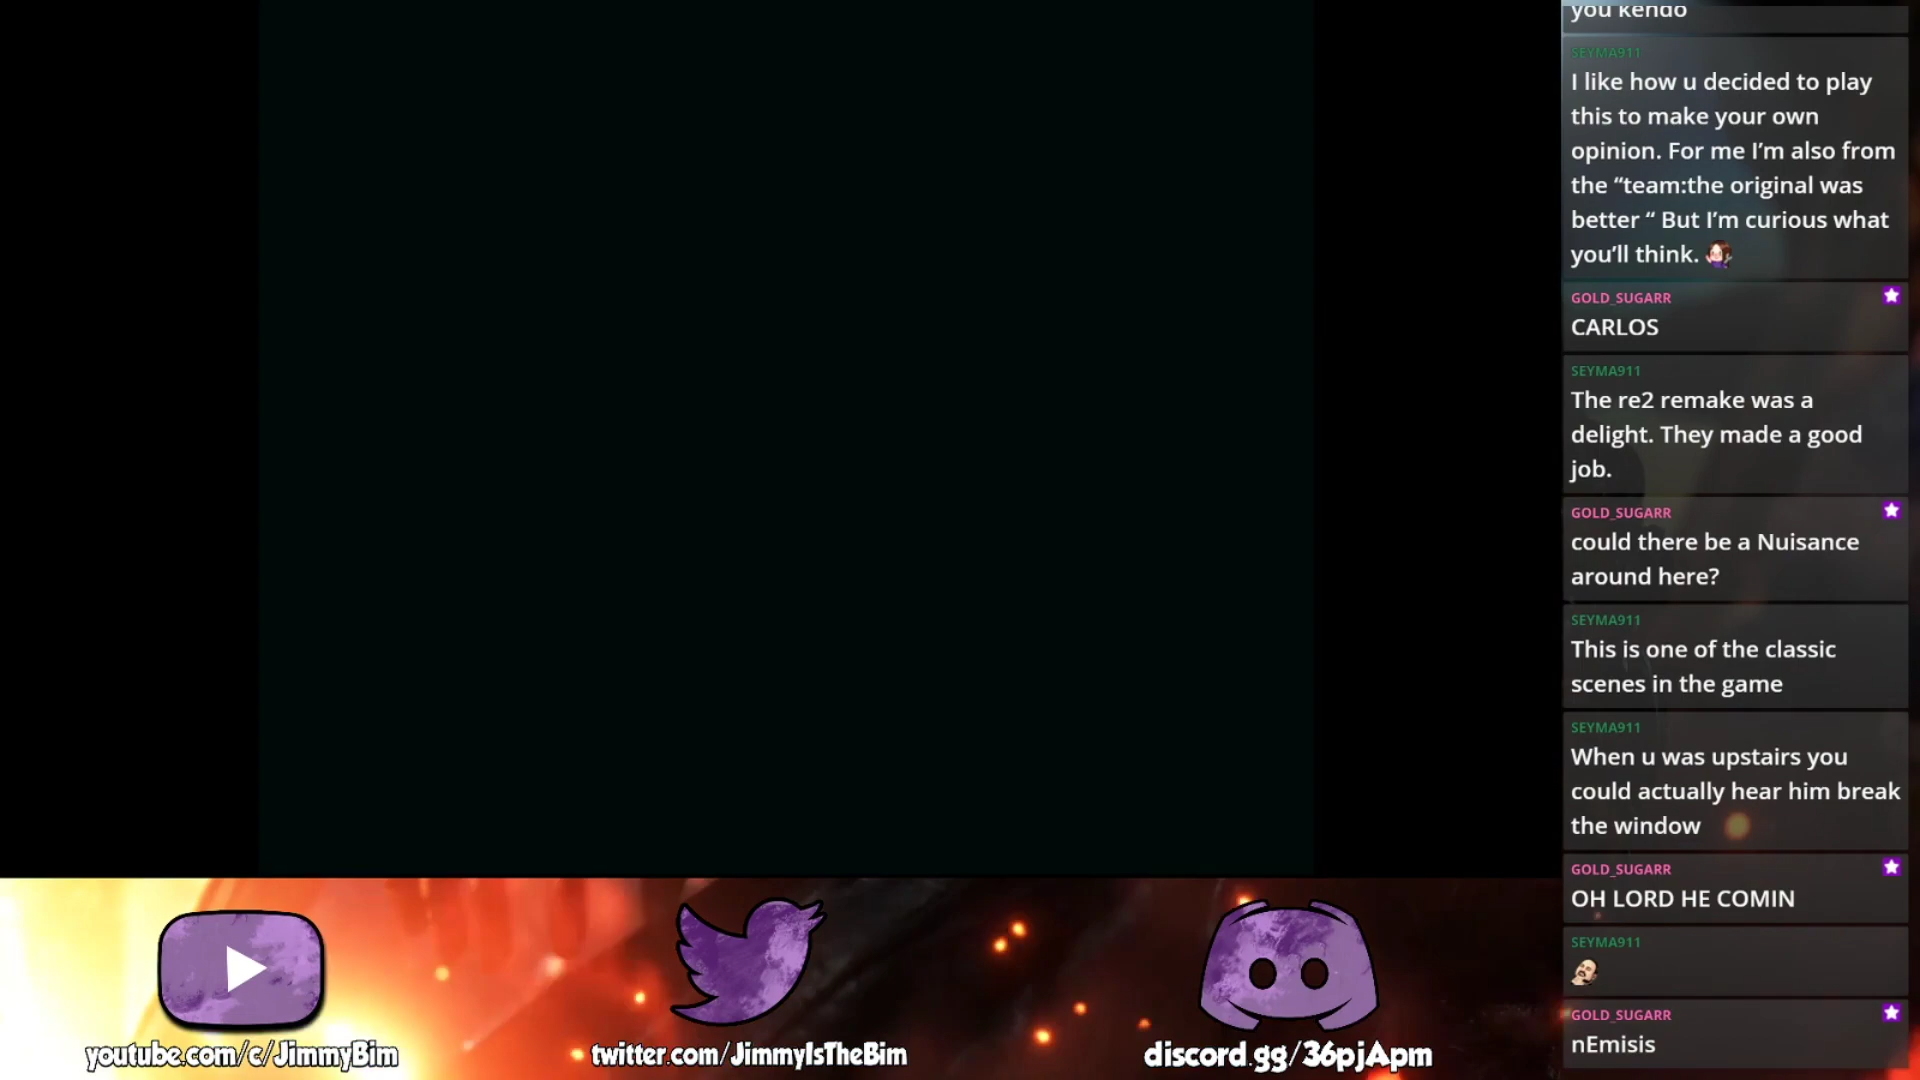 you kendo
SEYMA911
I like how u decided to play
this to make your own
opinion. For me I’m also from
the “team:the original was
better “ But I’m curious what
you’ll think.
GOLD_SUGARR
CARLOS
SEYMA911
The re2 remake was a
delight. They made a good
job.
GOLD_SUGARR
could there be a Nuisance
around here?
SEYMA911
This is one of the classic
scenes in the game
SEYMA911
When u was upstairs you
could actually hear him break
the window
GOLD_SUGARR
OH LORD HE COMIN
SEYMA911
GOLD_SUGARR
nEmisis
youtube.com/c/JimmyBim
twitter.com/JimmyIsTheBim
discord.gg/36pjApm